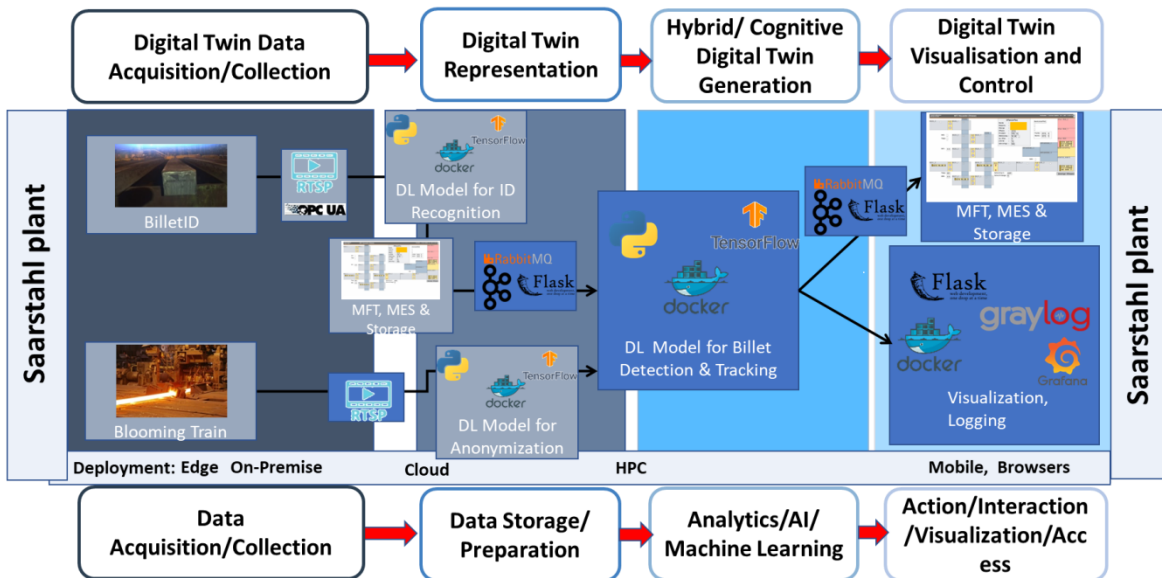 Digital Twin Data
Acquisition/Collection
Digital Twin
Representation
Hybrid/ Cognitive
Digital Twin
Generation
Digital Twin
Visualisation and
Control
Saarstahl plant
BilletID
RTSP
OPC UA
TensorFlow
docker
DL Model for ID
Recognition
MFT, MES &
Storage
RabbitMQ
Flask
Blooming Train
RTSP
TensorFlow
docker
DL Model for
Anonymization
TensorFlow
docker
DL Model for Billet
Detection & Tracking
RabbitMQ
Flask
MFT, MES &
Storage
Flask
graylog
docker
Grafana
Visualization,
Logging
Saarstahl plant
Deployment: Edge On-Premise
Cloud
HPC
Mobile, Browsers
Data
Acquisition/Collection
Data Storage/
Preparation
Analytics/AI/
Machine Learning
Action/Interaction
/Visualization/Acc
ess